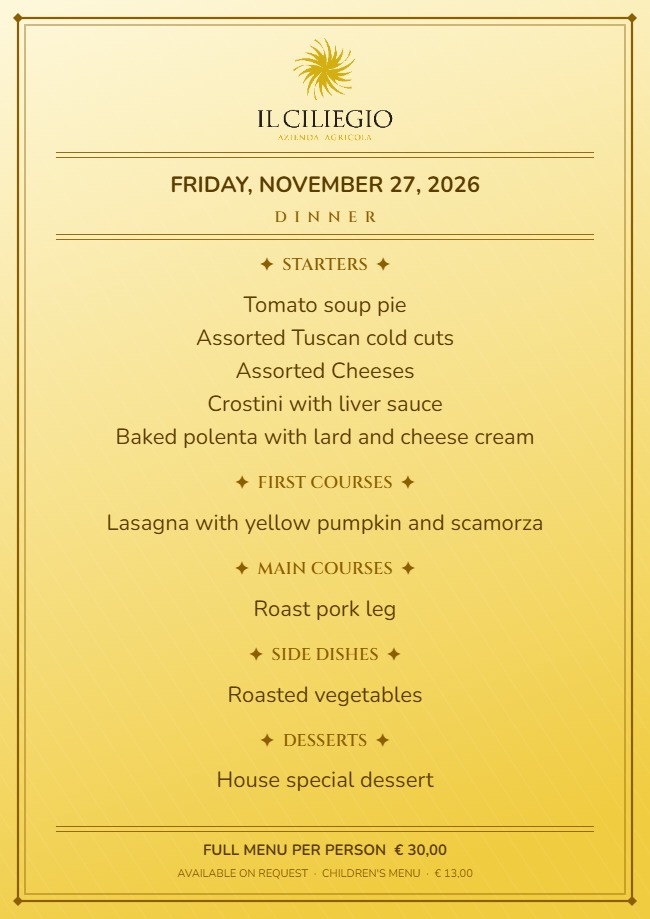 IL CILIEGIO
AZIENDA AGRICOLA
FRIDAY, NOVEMBER 27, 2026
DINNER
✦ STARTERS ✦
Tomato soup pie
Assorted Tuscan cold cuts
Assorted Cheeses
Crostini with liver sauce
Baked polenta with lard and cheese cream
✦ FIRST COURSES ✦
Lasagna with yellow pumpkin and scamorza
✦ MAIN COURSES ✦
Roast pork leg
✦ SIDE DISHES ✦
Roasted vegetables
✦ DESSERTS ✦
House special dessert
FULL MENU PER PERSON € 30,00
AVAILABLE ON REQUEST · CHILDREN'S MENU · € 13,00